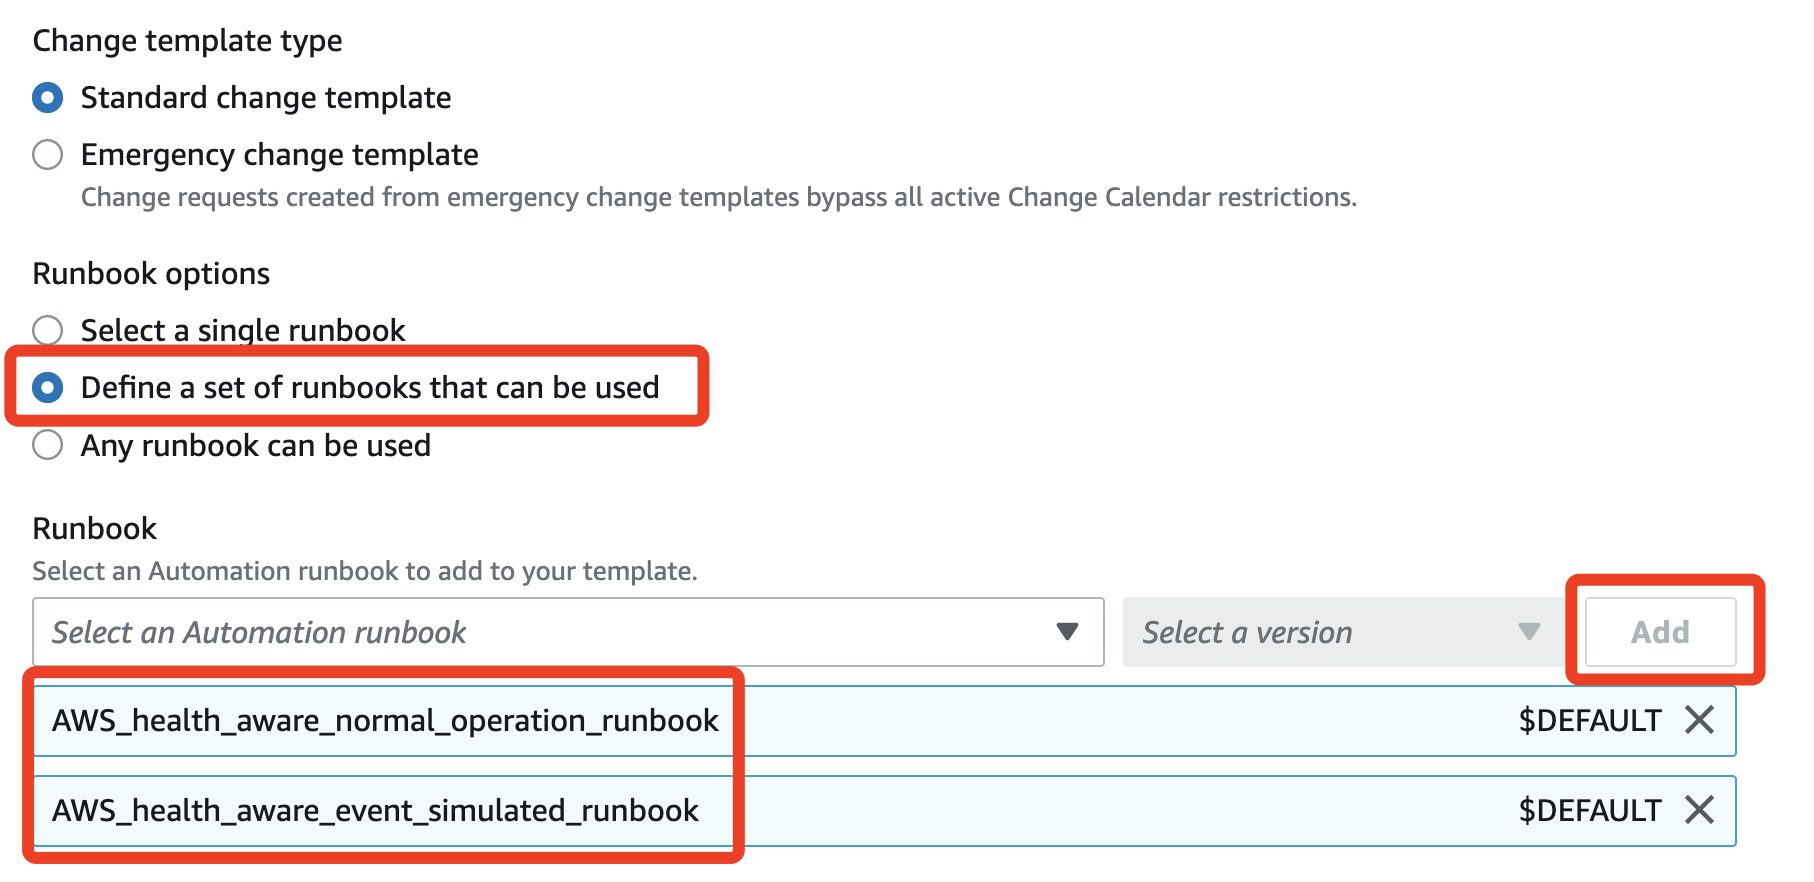 Change template type
Standard change template
Emergency change template
Change requests created from emergency change templates bypass all active Change Calendar restrictions.
Runbook options
Select a single runbook
Define a set of runbooks that can be used
Any runbook can be used
Runbook
Select an Automation runbook to add to your template.
Select an Automation runbook Select a version Add
AWS_health_aware_normal_operation_runbook $DEFAULT
AWS_health_aware_event_simulated_runbook $DEFAULT